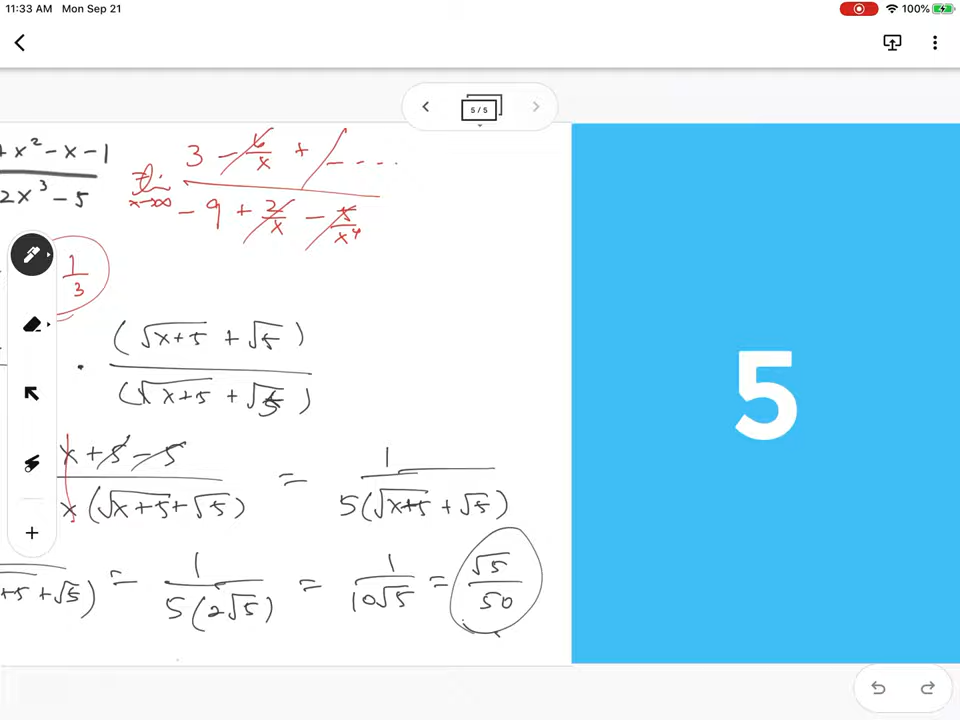 11:33 AM Mon Sep 21 100%
5 / 5
+ x² - x - 1
2x³ - 5
lim x→∞
3 - 6/x + / - - - ..
- 9 + 2/x - 5/x⁴
1/3
· (√x+5 + √5)
(√x+5 + √5)
x + 5 - 5 = 1
x (√x+5 + √5) 5(√x+5 + √5)
+5 + √5) = 1/5(2√5) = 1/10√5 = √5/50
5